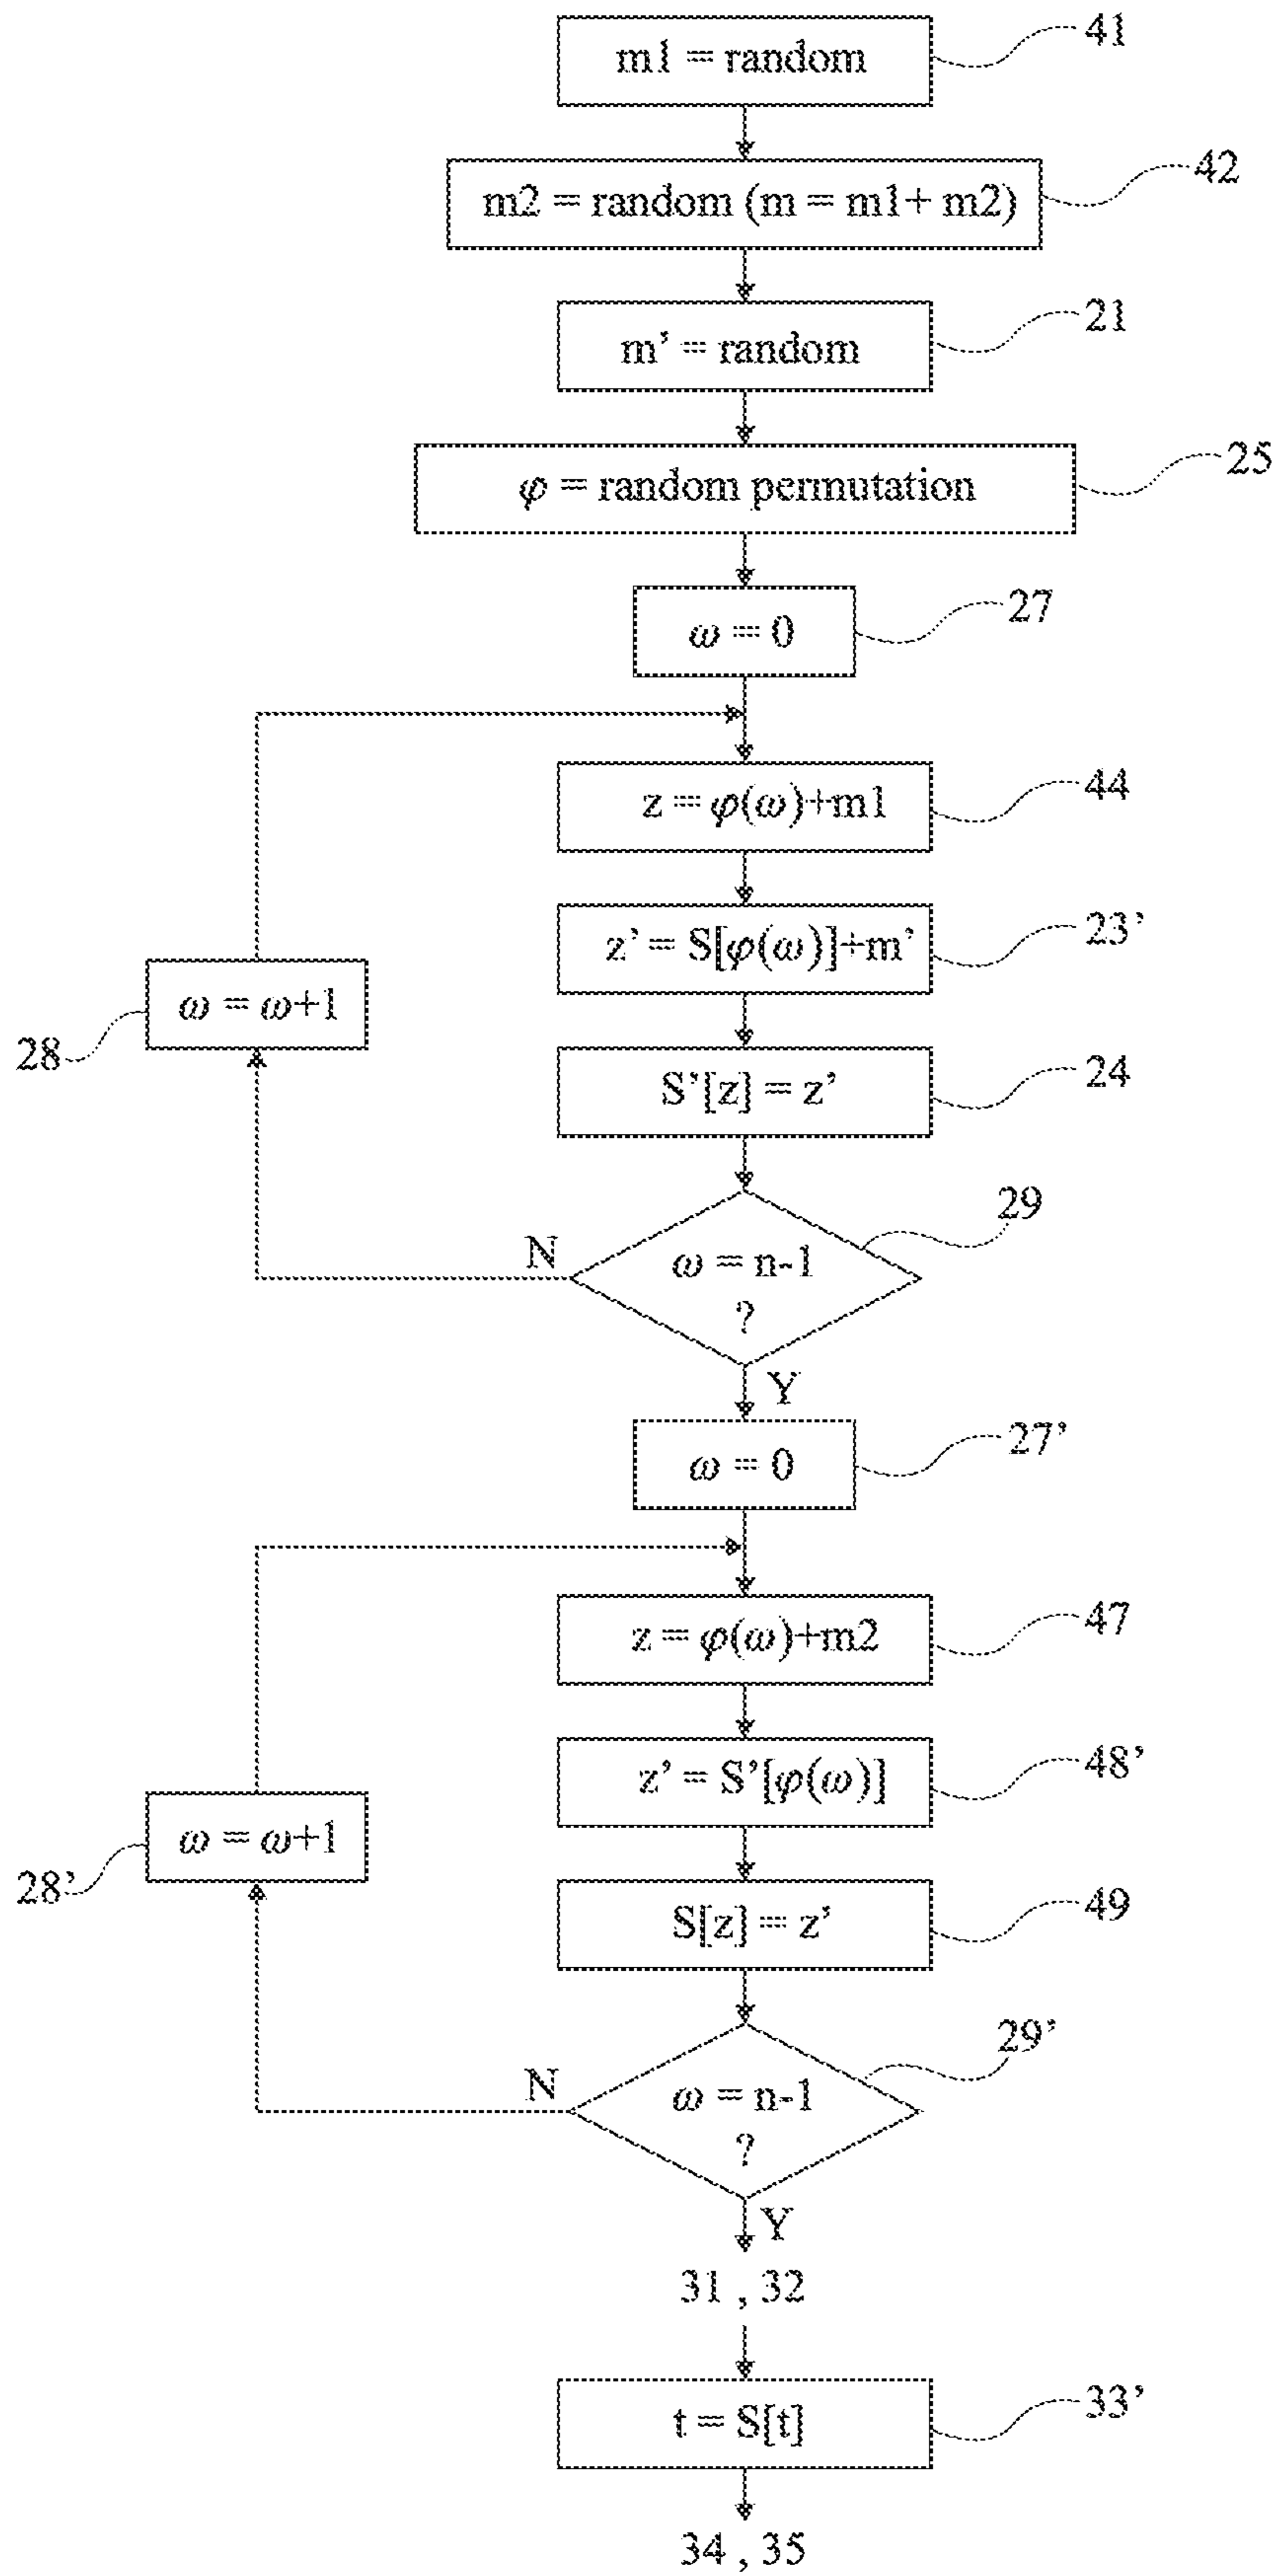 m1 = random
41
m2 = random (m = m1+ m2)
42
m' = random
21
φ = random permutation
25
ω = 0
27
z = φ(ω)+m1
44
z' = S[φ(ω)]+m'
23'
ω = ω+1
28
S'[z] = z'
24
29
N
ω = n-1
?
Y
ω = 0
27'
z = φ(ω)+m2
47
z' = S'[φ(ω)]
48'
ω = ω+1
28'
S[z] = z'
49
29'
N
ω = n-1
?
Y
31 , 32
t = S[t]
33'
34 , 35